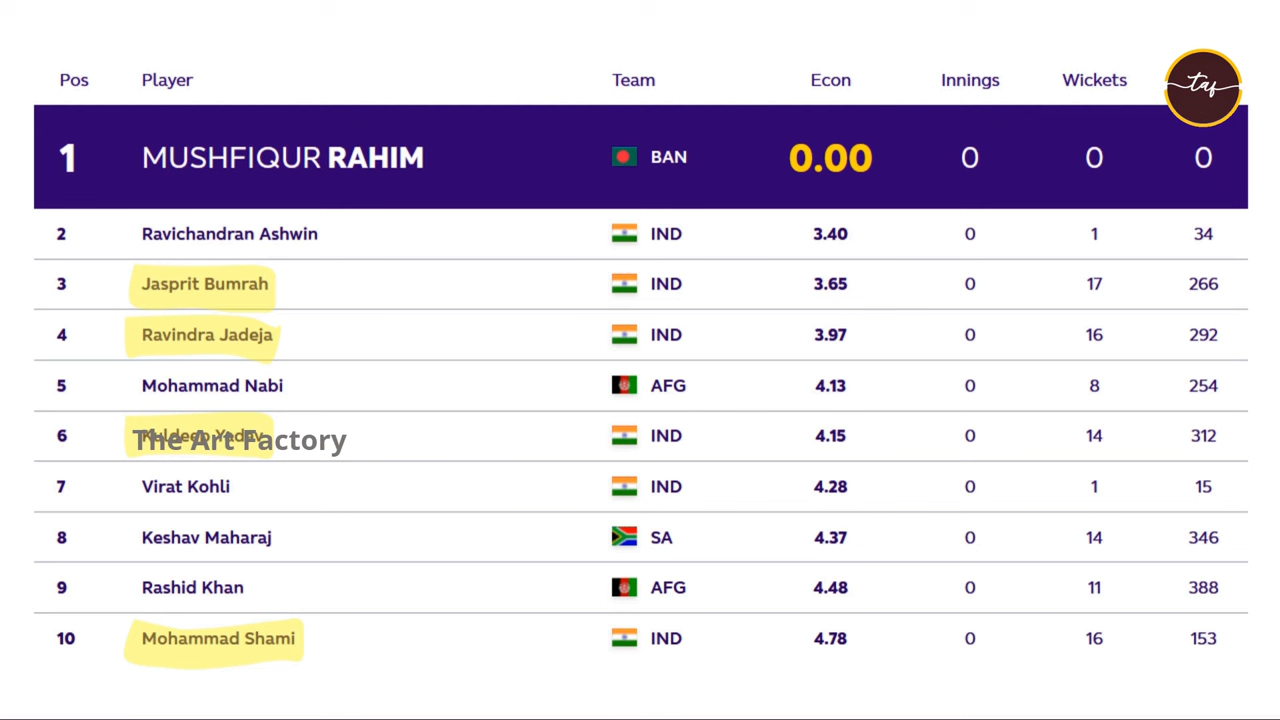 Pos Player Team Econ Innings Wickets
taf
1 MUSHFIQUR RAHIM BAN 0.00 0 0 0
2 Ravichandran Ashwin IND 3.40 0 1 34
3 Jasprit Bumrah IND 3.65 0 17 266
4 Ravindra Jadeja IND 3.97 0 16 292
5 Mohammad Nabi AFG 4.13 0 8 254
6 Kuldeep Yadav IND 4.15 0 14 312
The Art Factory
7 Virat Kohli IND 4.28 0 1 15
8 Keshav Maharaj SA 4.37 0 14 346
9 Rashid Khan AFG 4.48 0 11 388
10 Mohammad Shami IND 4.78 0 16 153